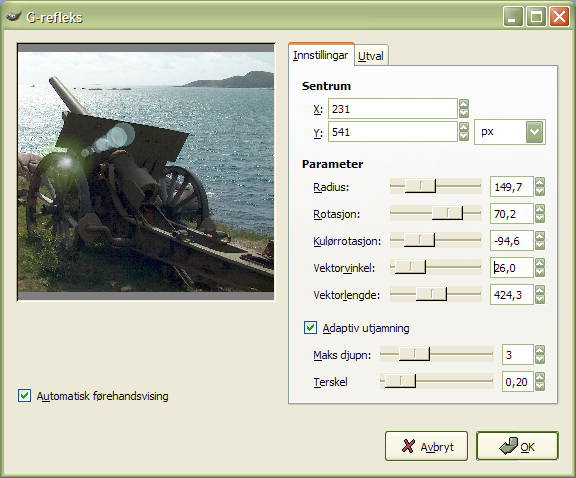 G-refleks
Innstillingar
Utval
Sentrum
X: 231
Y: 541
px
Parameter
Radius: 149,7
Rotasjon: 70,2
Kulørrotasjon: -94,6
Vektorvinkel: 26,0
Vektorlengde: 424,3
Adaptiv utjamning
Maks djupn: 3
Terskel 0,20
Automatisk førehandsvising
Avbryt
OK